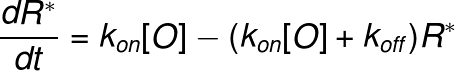 dR*/dt = k_on[O] − (k_on[O] + k_off)R*